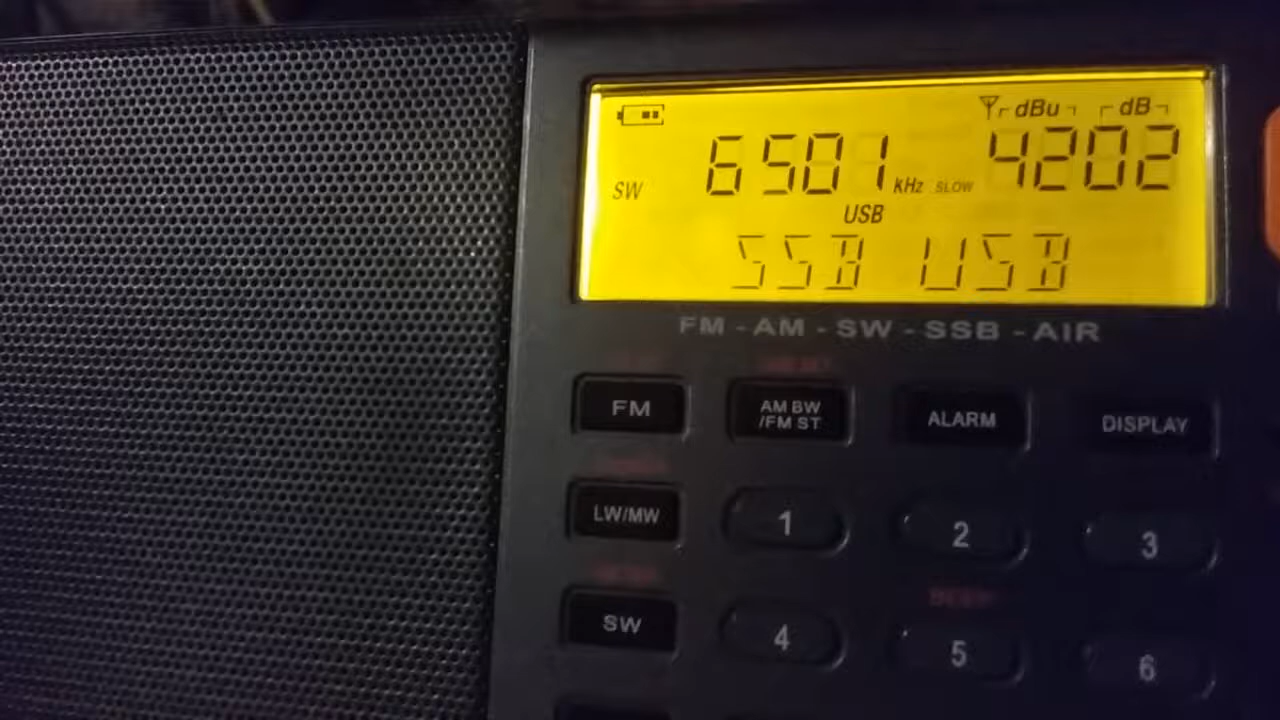 dBu dB
SW 6501 kHz SLOW 4202
USB
SSB USB
FM - AM - SW - SSB - AIR
FM
AM BW
/FM ST
ALARM
DISPLAY
LW/MW
1
2
3
SW
4
5
6